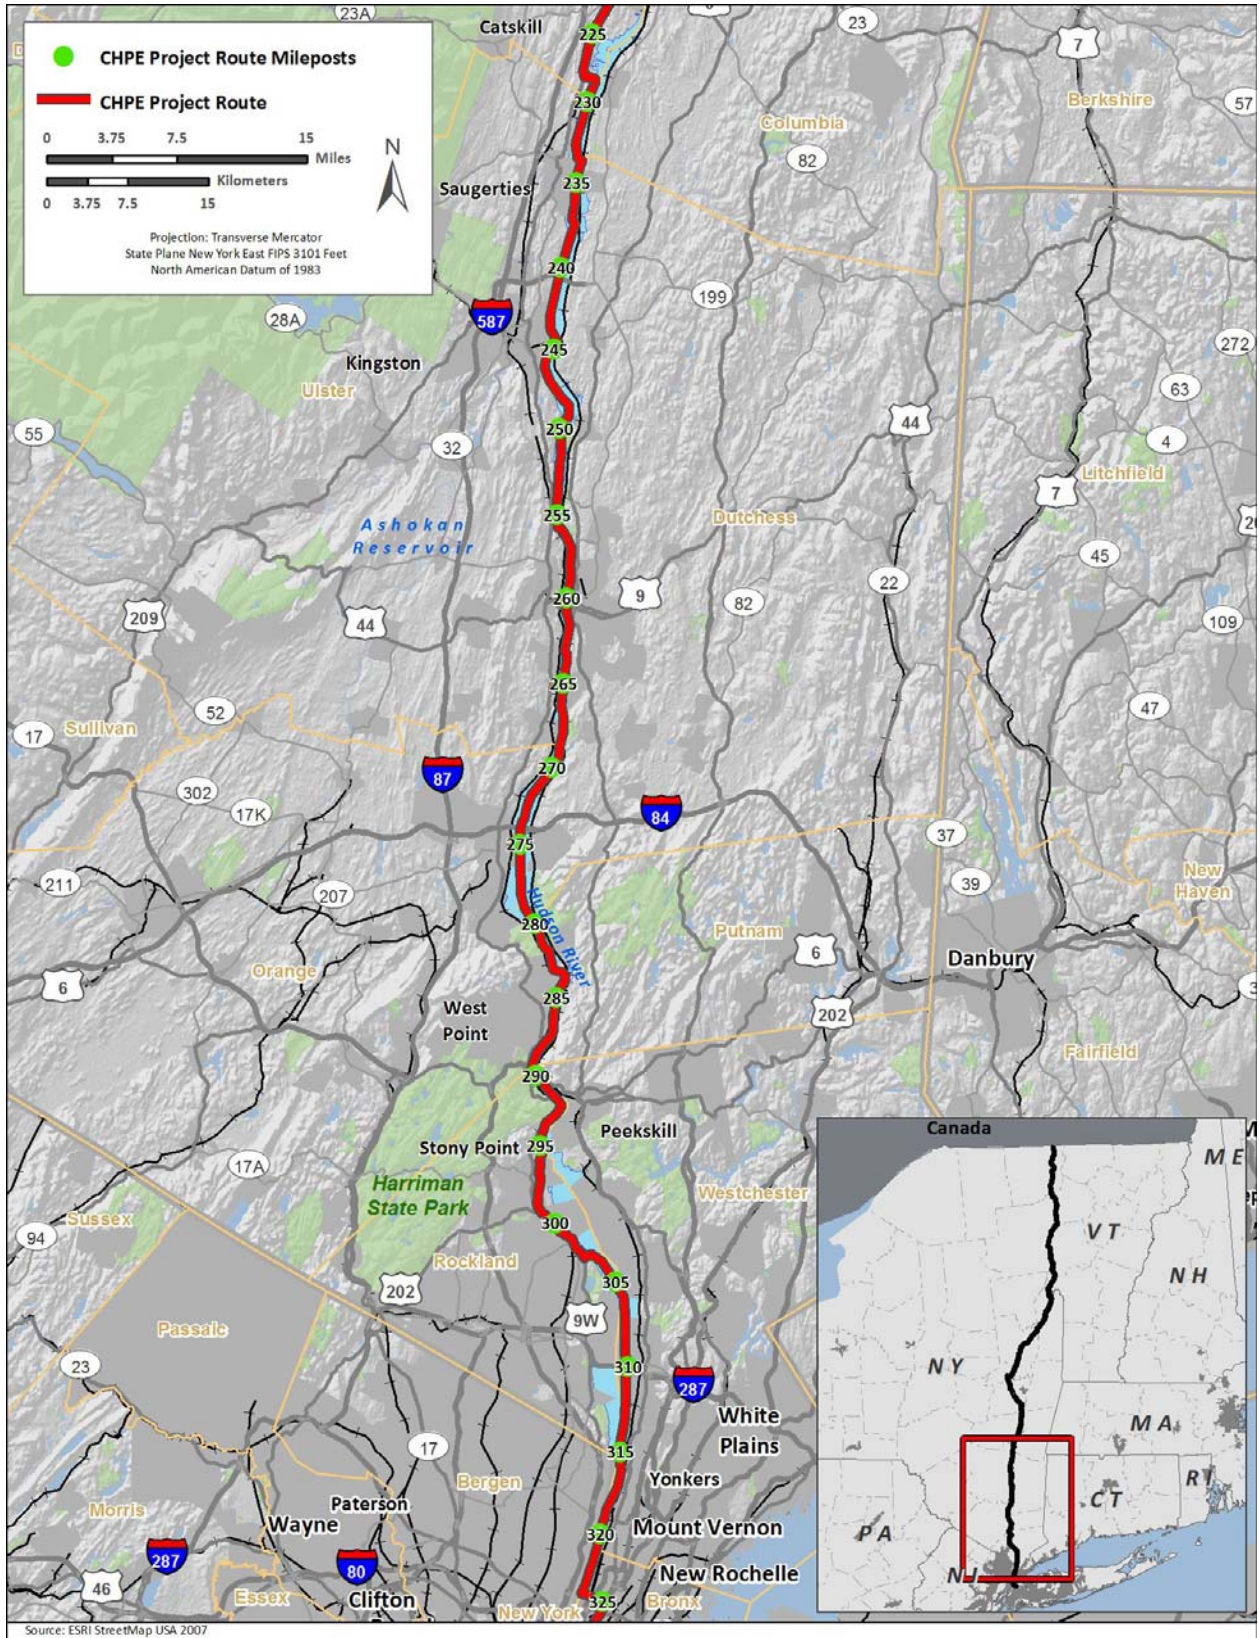 23A
Catskill
225
23
7
CHPE Project Route Mileposts
CHPE Project Route
0 3.75 7.5 15
Miles
Kilometers
0 3.75 7.5 15
N
Projection: Transverse Mercator
State Plane New York East FIPS 3101 Feet
North American Datum of 1983
230
Columbia
Berkshire
57
82
Saugerties
235
240
199
28A
587
245
Kingston
Ulster
272
63
250
44
4
55
32
Litchfield
7
255
Dutchess
Ashokan
Reservoir
45
22
260
9
82
209
44
109
265
52
47
Sullivan
17
270
87
302
17K
84
275
37
211
207
39
New
Haven
Hudson River
280
Putnam
6
Danbury
Orange
6
285
West
Point
202
Fairfield
290
Peekskill
Stony Point
295
17A
Harriman
State Park
Westchester
Sussex
94
300
Rockland
305
202
9W
Passaic
23
310
287
White
Plains
17
315
Bergen
Yonkers
Morris
Paterson
Wayne
320
Mount Vernon
287
80
New Rochelle
46
Essex
Clifton
New York
325
Bronx
Canada
ME
VT
NH
NY
MA
RI
CT
PA
NJ
Source: ESRI StreetMap USA 2007